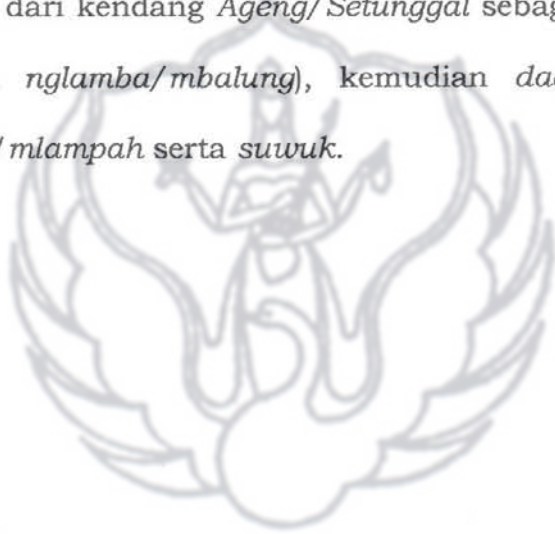 dari kendang Ageng/Setunggal sebag
nglamba/mbalung), kemudian da
mlampah serta suwuk.